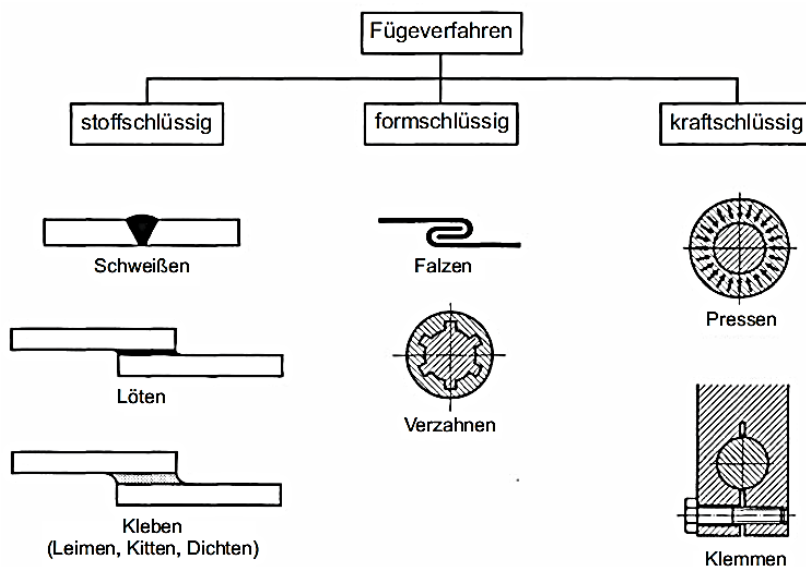 Fügeverfahren
stoffschlüssig
formschlüssig
kraftschlüssig
Schweißen
Falzen
Pressen
Löten
Verzahnen
Kleben
(Leimen, Kitten, Dichten)
Klemmen